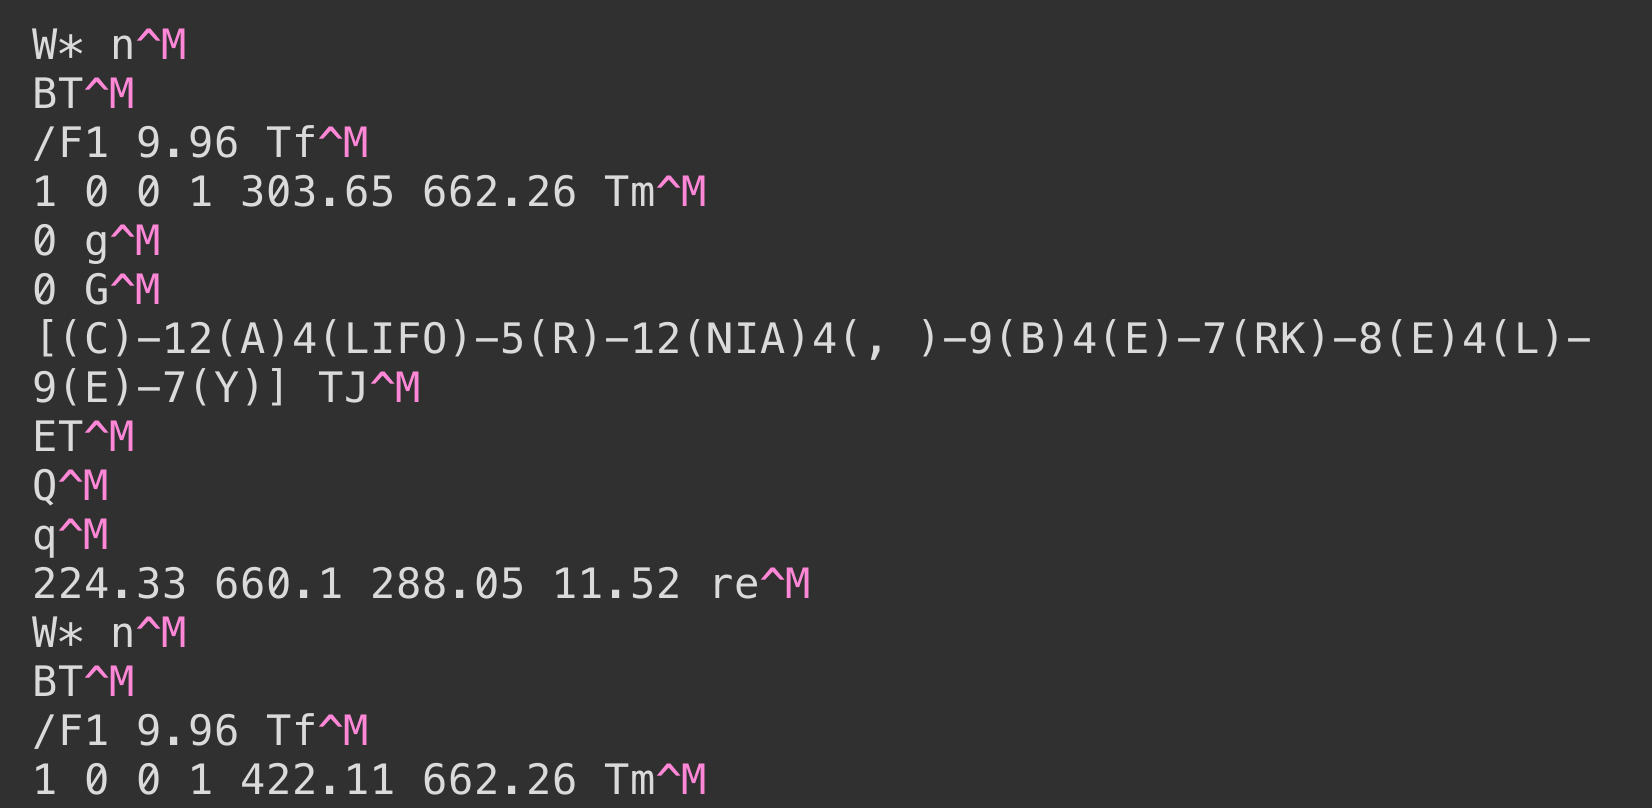 W* n^M
BT^M
/F1 9.96 Tf^M
1 0 0 1 303.65 662.26 Tm^M
0 g^M
0 G^M
[(C)-12(A)4(LIFO)-5(R)-12(NIA)4(, )-9(B)4(E)-7(RK)-8(E)4(L)-
9(E)-7(Y)] TJ^M
ET^M
Q^M
q^M
224.33 660.1 288.05 11.52 re^M
W* n^M
BT^M
/F1 9.96 Tf^M
1 0 0 1 422.11 662.26 Tm^M